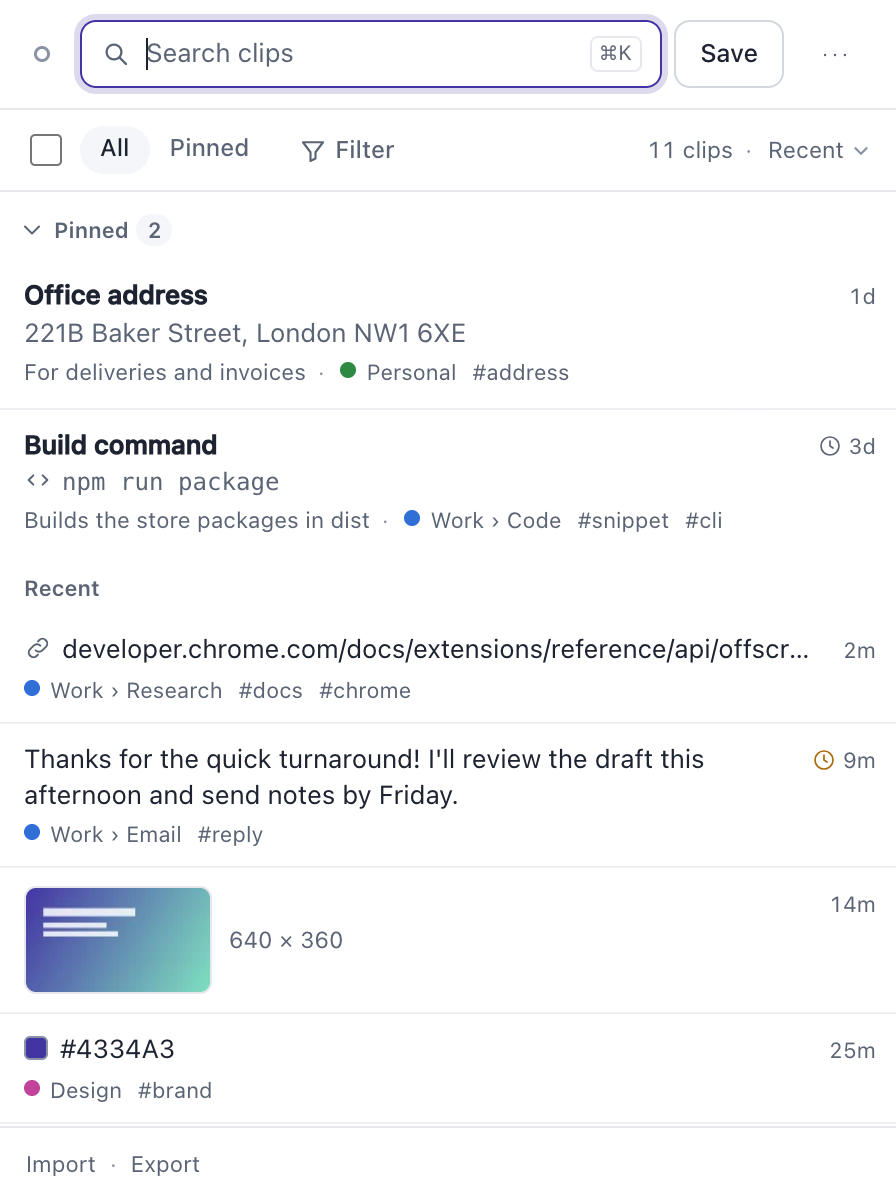 Search clips ⌘K Save ···
All Pinned Filter 11 clips · Recent
Pinned 2
Office address 1d
221B Baker Street, London NW1 6XE
For deliveries and invoices · Personal #address
Build command 3d
<> npm run package
Builds the store packages in dist · Work › Code #snippet #cli
Recent
developer.chrome.com/docs/extensions/reference/api/offscr... 2m
Work › Research #docs #chrome
Thanks for the quick turnaround! I'll review the draft this 9m
afternoon and send notes by Friday.
Work › Email #reply
14m
640 × 360
#4334A3 25m
Design #brand
Import · Export